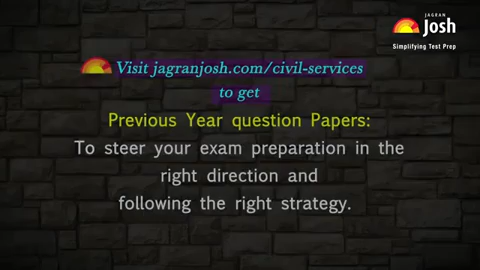 JAGRAN
Josh
Simplifying Test Prep
Visit jagranjosh.com/civil-services
to get
Previous Year question Papers:
To steer your exam preparation in the
right direction and
following the right strategy.